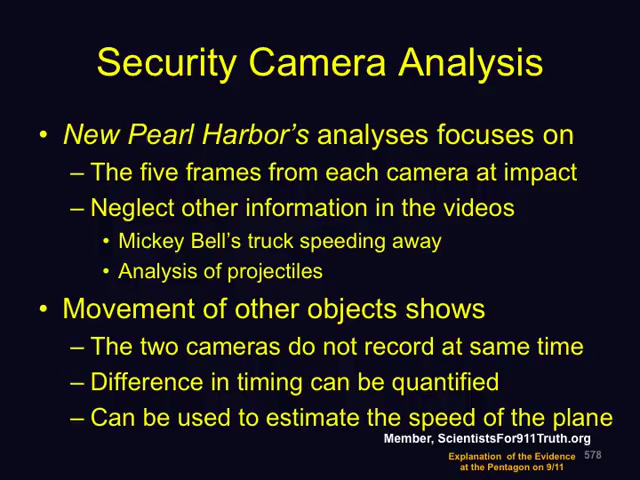 Security Camera Analysis
• New Pearl Harbor's analyses focuses on
– The five frames from each camera at impact
– Neglect other information in the videos
• Mickey Bell's truck speeding away
• Analysis of projectiles
• Movement of other objects shows
– The two cameras do not record at same time
– Difference in timing can be quantified
– Can be used to estimate the speed of the plane
Member, ScientistsFor911Truth.org
Explanation of the Evidence
at the Pentagon on 9/11
578